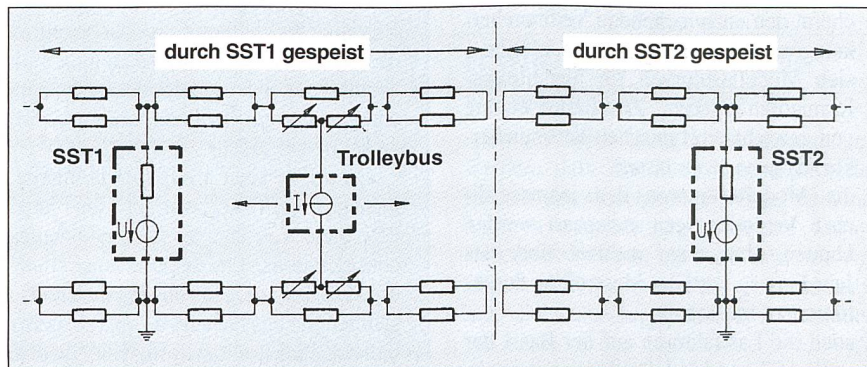 durch SST1 gespeist
durch SST2 gespeist
SST1
Trolleybus
SST2
I
U
U